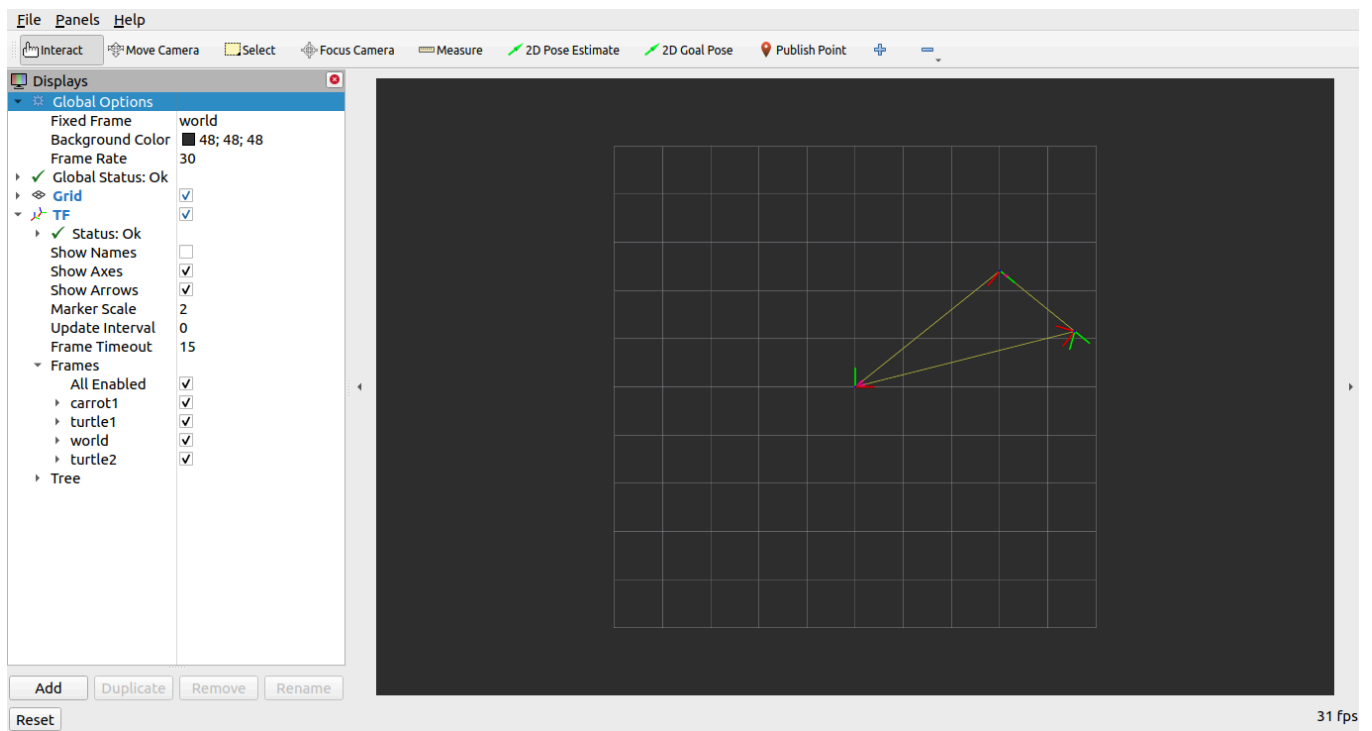 File Panels Help
Interact Move Camera Select Focus Camera Measure 2D Pose Estimate 2D Goal Pose Publish Point
Displays
Global Options
Fixed Frame world
Background Color 48; 48; 48
Frame Rate 30
Global Status: Ok
Grid
TF
Status: Ok
Show Names
Show Axes
Show Arrows
Marker Scale 2
Update Interval 0
Frame Timeout 15
Frames
All Enabled
carrot1
turtle1
world
turtle2
Tree
Add Duplicate Remove Rename
Reset 31 fps